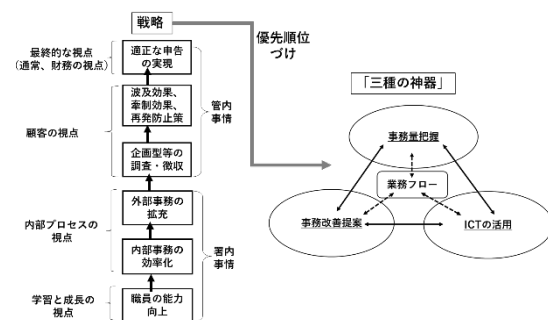 戦略
最終的な視点
(通常、財務の視点)
適正な申告
の実現
顧客の視点
波及効果、
牽制効果、
再発防止策
企画型等の
調査・徴収
管内
事情
内部プロセスの
視点
外部事務の
拡充
内部事務の
効率化
署内
事情
学習と成長の
視点
職員の能力
向上
優先順位
づけ
「三種の神器」
事務量把握
業務フロー
事務改善提案
ICTの活用